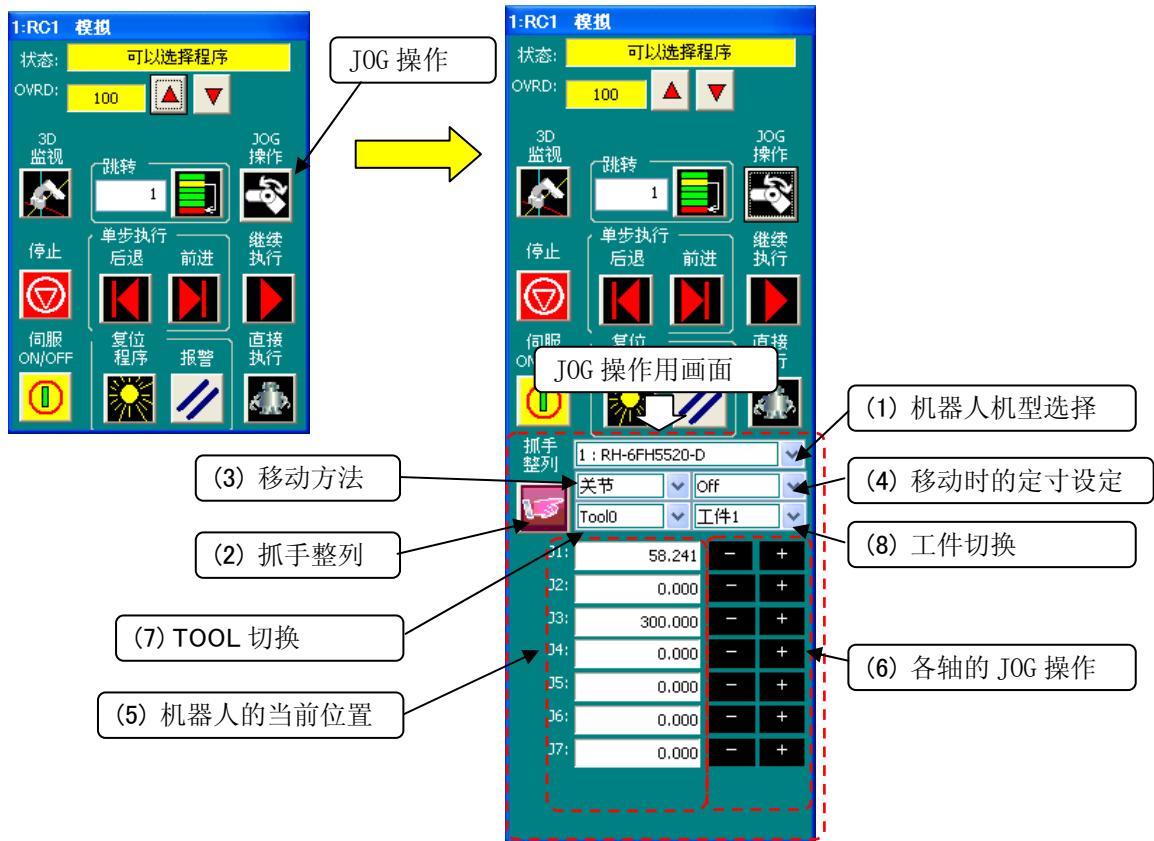 1:RC1 模拟
状态: 可以选择程序
OVRD: 100
3D
监视
跳转
1
JOG
操作
停止
单步执行
后退 前进
继续
执行
伺服
ON/OFF
复位
程序
报警
直接
执行
JOG 操作
1:RC1 模拟
状态: 可以选择程序
OVRD: 100
3D
监视
跳转
1
JOG
操作
停止
单步执行
后退 前进
继续
执行
伺服
复位
JOG 操作用画面
抓手
整列
1：RH-6FH5520-D
关节 Off
Tool0 工件1
J1: 58.241 - +
J2: 0.000 - +
J3: 300.000 - +
J4: 0.000 - +
J5: 0.000 - +
J6: 0.000 - +
J7: 0.000 - +
(1) 机器人机型选择
(3) 移动方法
(4) 移动时的定寸设定
(2) 抓手整列
(8) 工件切换
(7) TOOL 切换
(6) 各轴的 JOG 操作
(5) 机器人的当前位置